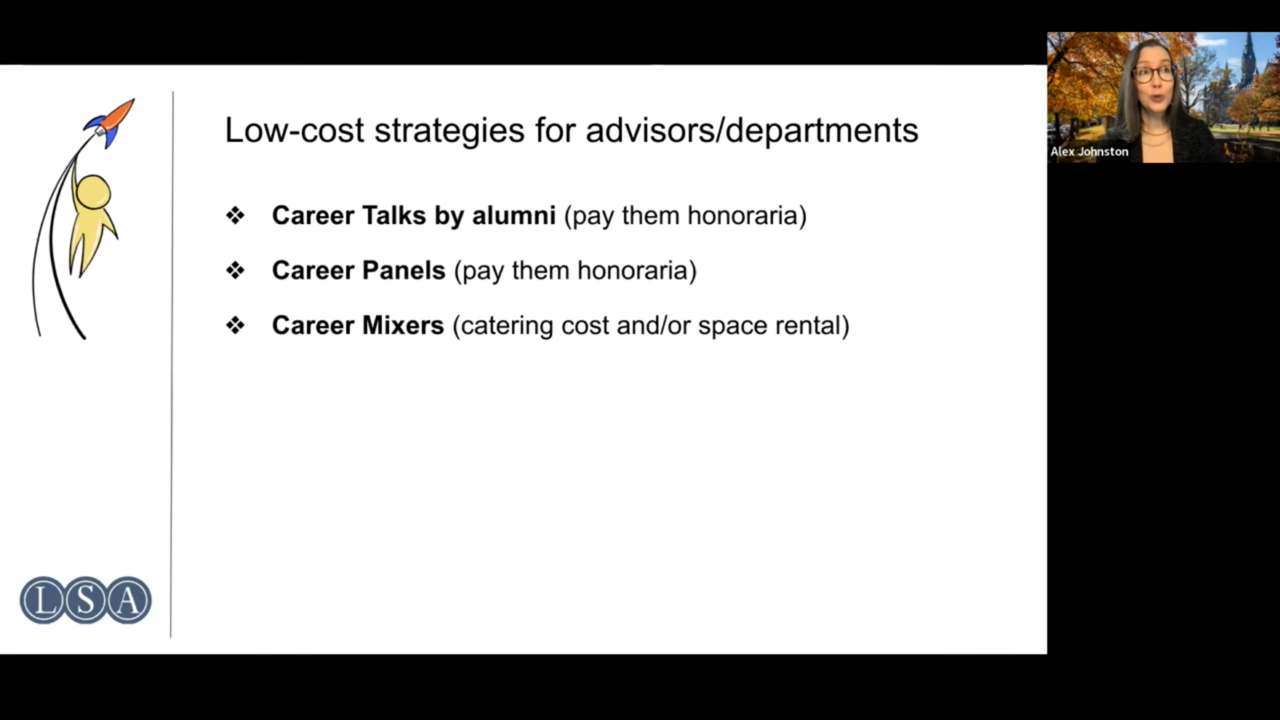 Low-cost strategies for advisors/departments
❖ Career Talks by alumni (pay them honoraria)
❖ Career Panels (pay them honoraria)
❖ Career Mixers (catering cost and/or space rental)
LSA
Alex Johnston